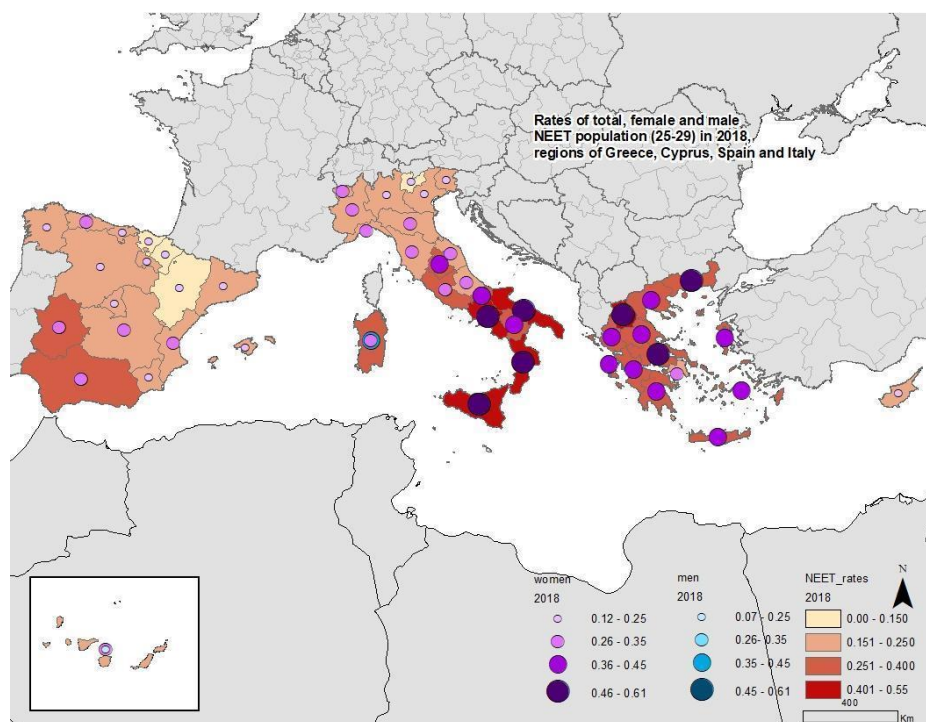 Rates of total, female and male
NEET population (25-29) in 2018,
regions of Greece, Cyprus, Spain and Italy
women
2018
0.12 - 0.25
0.26 - 0.35
0.36 - 0.45
0.46 - 0.61
men
2018
0.07 - 0.25
0.26- 0.35
0.35 - 0.45
0.45 - 0.61
NEET_rates
2018
0.00 - 0.150
0.151 - 0.250
0.251 - 0.400
0.401 - 0.55
N
400
Km